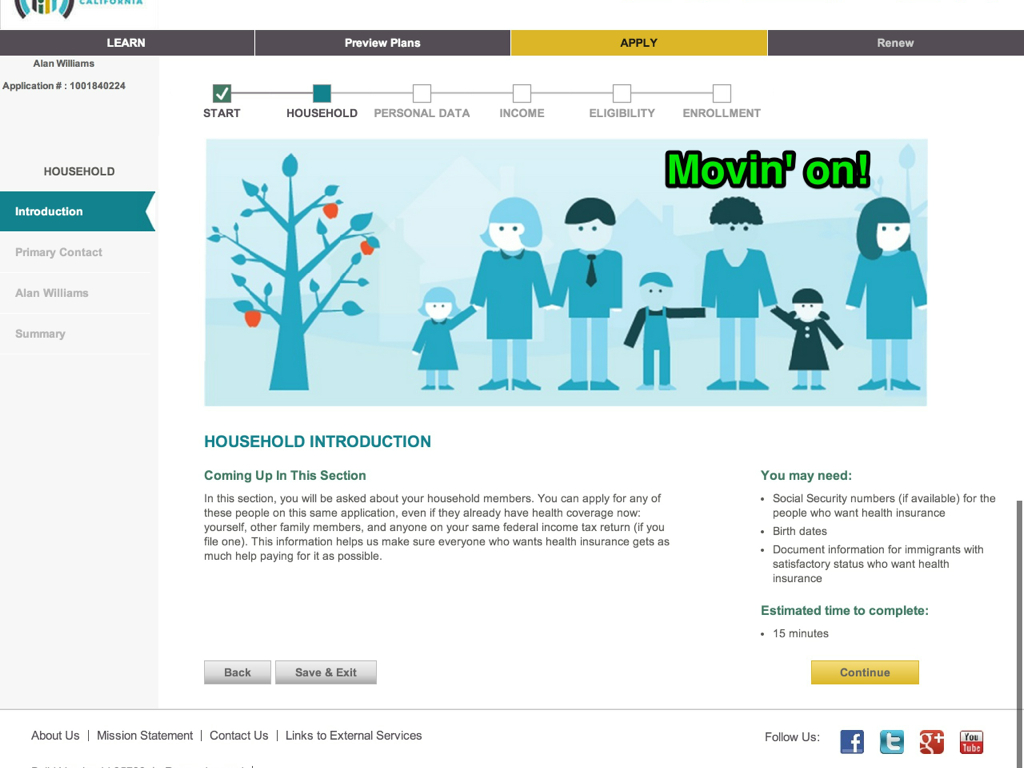 CALIFORNIA
LEARN
Preview Plans
APPLY
Renew
Alan Williams
Application # : 1001840224
START
HOUSEHOLD
PERSONAL DATA
INCOME
ELIGIBILITY
ENROLLMENT
HOUSEHOLD
Introduction
Primary Contact
Alan Williams
Summary
Movin' on!
HOUSEHOLD INTRODUCTION
Coming Up In This Section
In this section, you will be asked about your household members. You can apply for any of
these people on this same application, even if they already have health coverage now:
yourself, other family members, and anyone on your same federal income tax return (if you
file one). This information helps us make sure everyone who wants health insurance gets as
much help paying for it as possible.
You may need:
• Social Security numbers (if available) for the
people who want health insurance
• Birth dates
• Document information for immigrants with
satisfactory status who want health
insurance
Estimated time to complete:
• 15 minutes
Back
Save & Exit
Continue
About Us | Mission Statement | Contact Us | Links to External Services
Follow Us:
f
t
g+
You
Tube